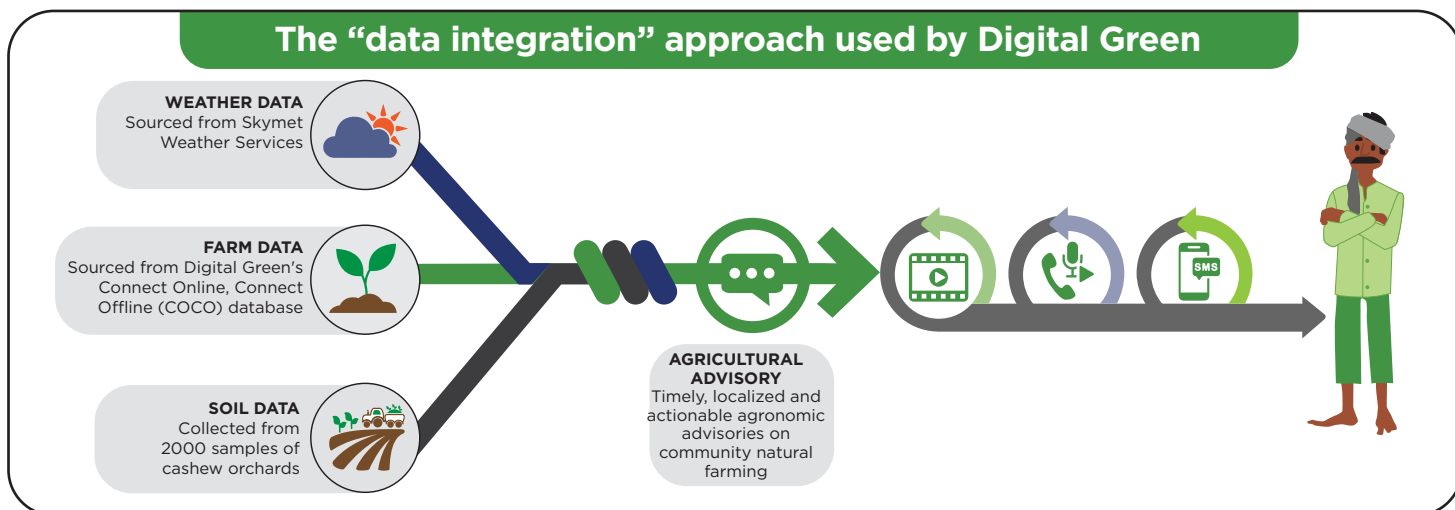 The “data integration” approach used by Digital Green
WEATHER DATA
Sourced from Skymet
Weather Services
FARM DATA
Sourced from Digital Green's
Connect Online, Connect
Offline (COCO) database
SOIL DATA
Collected from
2000 samples of
cashew orchards
AGRICULTURAL
ADVISORY
Timely, localized and
actionable agronomic
advisories on
community natural
farming
SMS